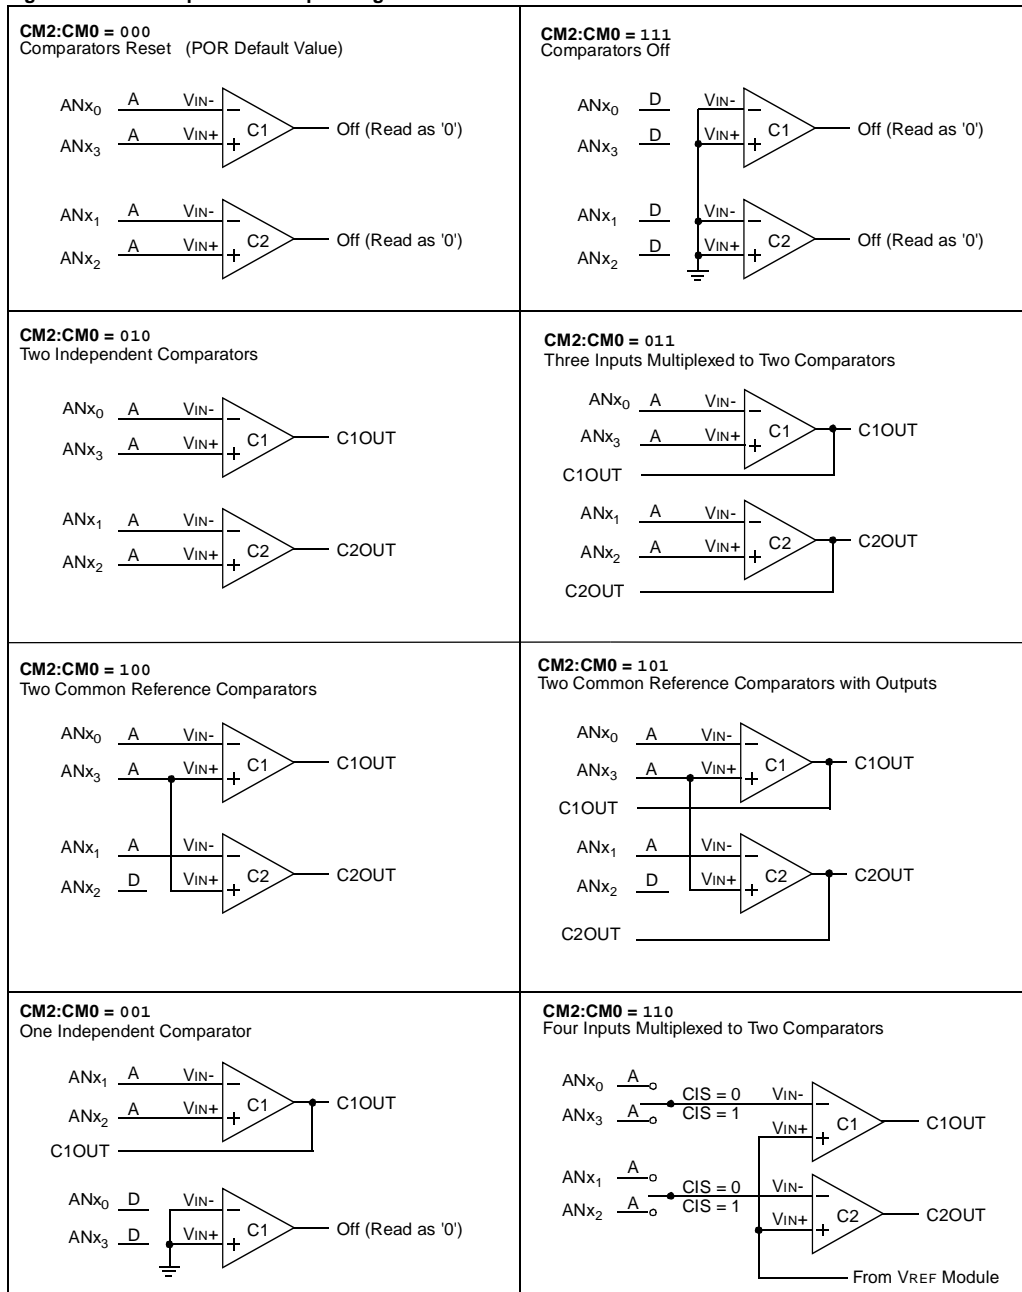 CM2:CM0 = 000
Comparators Reset (POR Default Value)
ANx0 A VIN-
C1 Off (Read as '0')
ANx3 A VIN+
ANx1 A VIN-
C2 Off (Read as '0')
ANx2 A VIN+
CM2:CM0 = 111
Comparators Off
ANx0 D VIN-
C1 Off (Read as '0')
ANx3 D VIN+
ANx1 D VIN-
C2 Off (Read as '0')
ANx2 D VIN+
CM2:CM0 = 010
Two Independent Comparators
ANx0 A VIN-
C1 C1OUT
ANx3 A VIN+
ANx1 A VIN-
C2 C2OUT
ANx2 A VIN+
CM2:CM0 = 011
Three Inputs Multiplexed to Two Comparators
ANx0 A VIN-
C1 C1OUT
ANx3 A VIN+
C1OUT
ANx1 A VIN-
C2 C2OUT
ANx2 A VIN+
C2OUT
CM2:CM0 = 100
Two Common Reference Comparators
ANx0 A VIN-
C1 C1OUT
ANx3 A VIN+
ANx1 A VIN-
C2 C2OUT
ANx2 D VIN+
CM2:CM0 = 101
Two Common Reference Comparators with Outputs
ANx0 A VIN-
C1 C1OUT
ANx3 A VIN+
C1OUT
ANx1 A VIN-
C2 C2OUT
ANx2 D VIN+
C2OUT
CM2:CM0 = 001
One Independent Comparator
ANx1 A VIN-
C1 C1OUT
ANx2 A VIN+
C1OUT
ANx0 D VIN-
C1 Off (Read as '0')
ANx3 D VIN+
CM2:CM0 = 110
Four Inputs Multiplexed to Two Comparators
ANx0 A
CIS = 0 VIN-
ANx3 A CIS = 1
VIN+ C1 C1OUT
ANx1 A
CIS = 0 VIN-
ANx2 A CIS = 1
VIN+ C2 C2OUT
From VREF Module